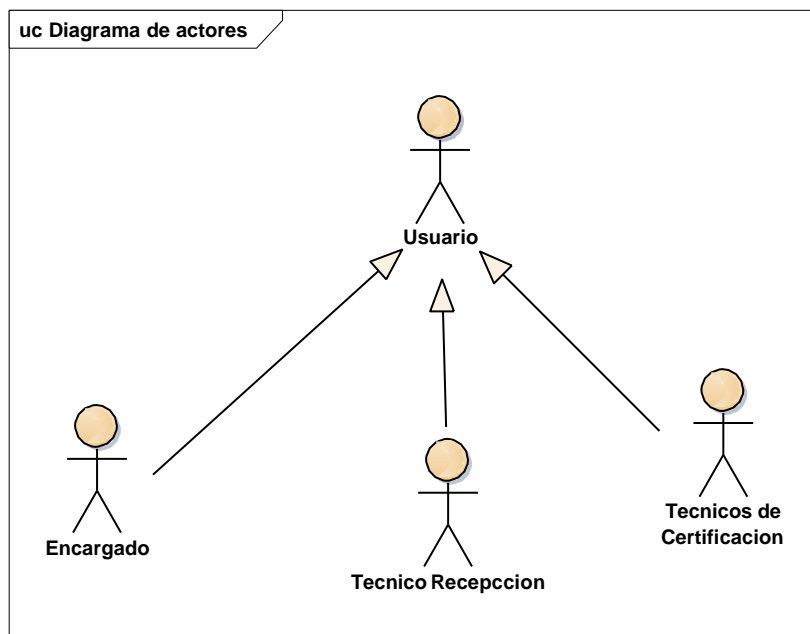 uc Diagrama de actores
Usuario
Encargado
Tecnico Recepccion
Tecnicos de
Certificacion